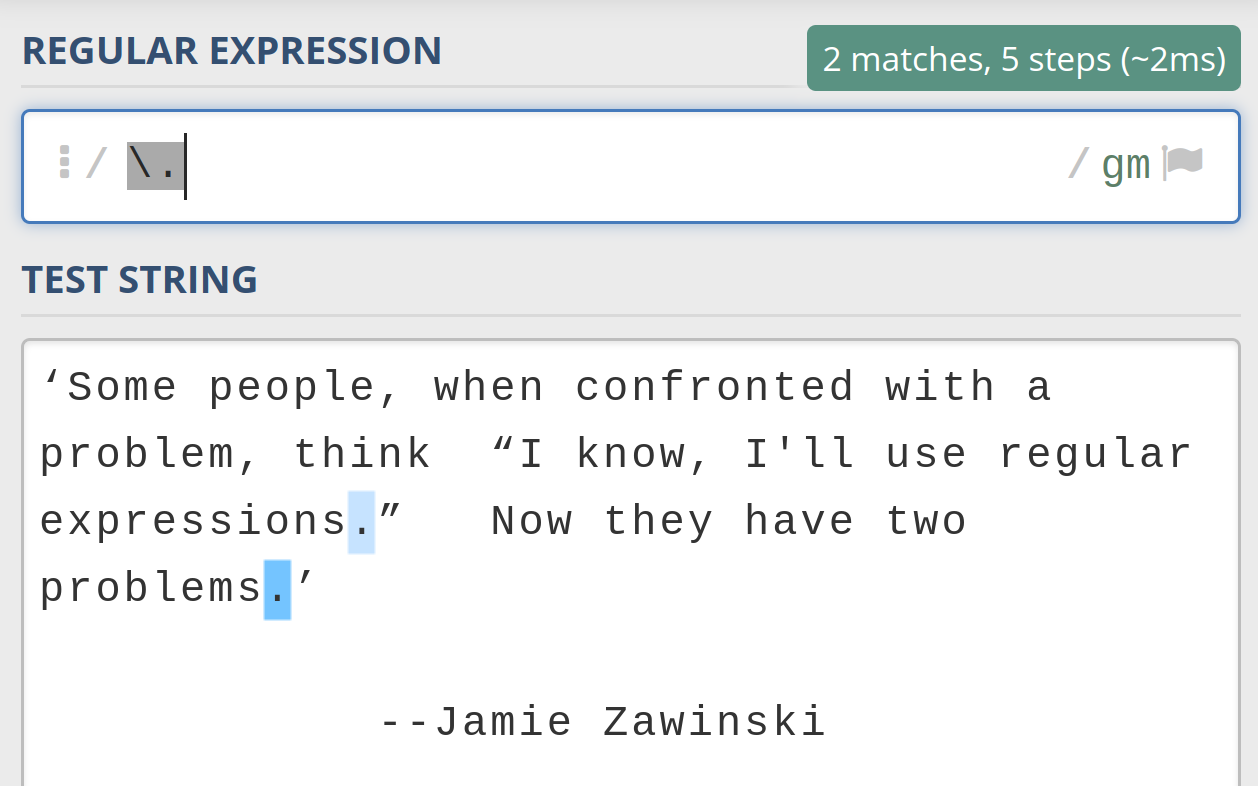 REGULAR EXPRESSION
2 matches, 5 steps (~2ms)
/ \. / gm
TEST STRING
‘Some people, when confronted with a
problem, think  “I know, I'll use regular
expressions.”   Now they have two
problems.’
--Jamie Zawinski